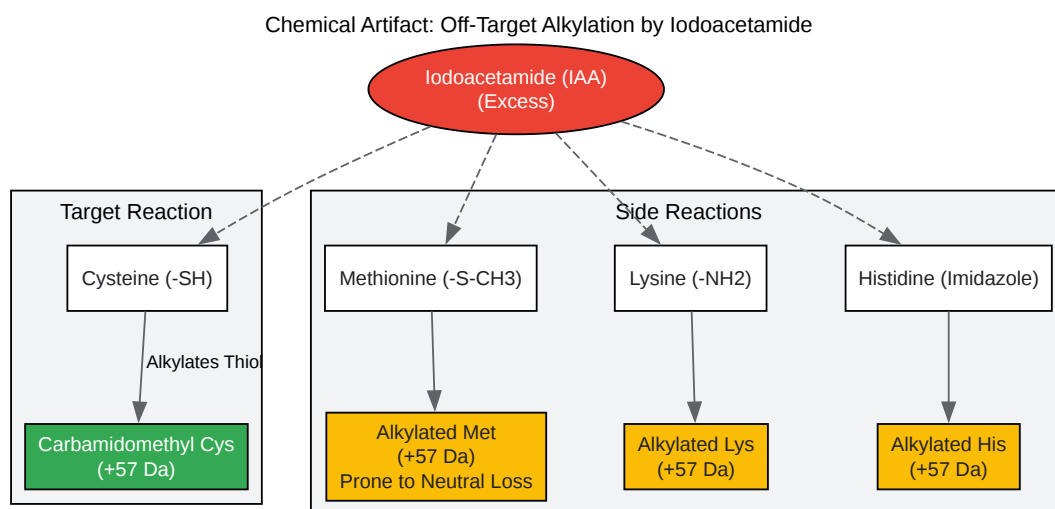 Chemical Artifact: Off-Target Alkylation by Iodoacetamide
Iodoacetamide (IAA)
(Excess)
Target Reaction
Side Reactions
Cysteine (-SH)
Methionine (-S-CH3)
Lysine (-NH2)
Histidine (Imidazole)
Alkylates Thiol
Carbamidomethyl Cys
(+57 Da)
Alkylated Met
(+57 Da)
Prone to Neutral Loss
Alkylated Lys
(+57 Da)
Alkylated His
(+57 Da)